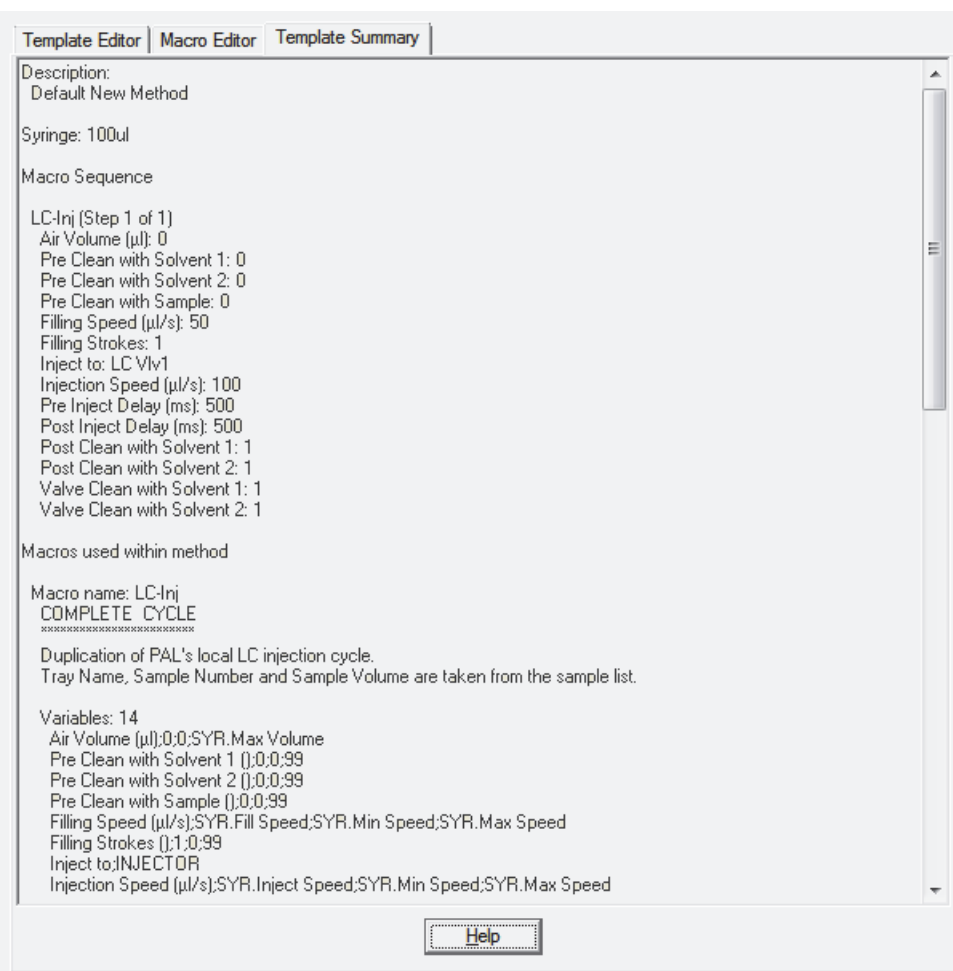 Template Editor Macro Editor Template Summary
Description:
Default New Method
Syringe: 100ul
Macro Sequence
LC-Inj (Step 1 of 1)
Air Volume (µl): 0
Pre Clean with Solvent 1: 0
Pre Clean with Solvent 2: 0
Pre Clean with Sample: 0
Filling Speed (µl/s): 50
Filling Strokes: 1
Inject to: LC Vlv1
Injection Speed (µl/s): 100
Pre Inject Delay (ms): 500
Post Inject Delay (ms): 500
Post Clean with Solvent 1: 1
Post Clean with Solvent 2: 1
Valve Clean with Solvent 1: 1
Valve Clean with Solvent 2: 1
Macros used within method
Macro name: LC-Inj
COMPLETE  CYCLE
************************
Duplication of PAL's local LC injection cycle.
Tray Name, Sample Number and Sample Volume are taken from the sample list.
Variables: 14
Air Volume (µl);0;0;SYR.Max Volume
Pre Clean with Solvent 1 ();0;0;99
Pre Clean with Solvent 2 ();0;0;99
Pre Clean with Sample ();0;0;99
Filling Speed (µl/s);SYR.Fill Speed;SYR.Min Speed;SYR.Max Speed
Filling Strokes ();1;0;99
Inject to;INJECTOR
Injection Speed (µl/s);SYR.Inject Speed;SYR.Min Speed;SYR.Max Speed
Help